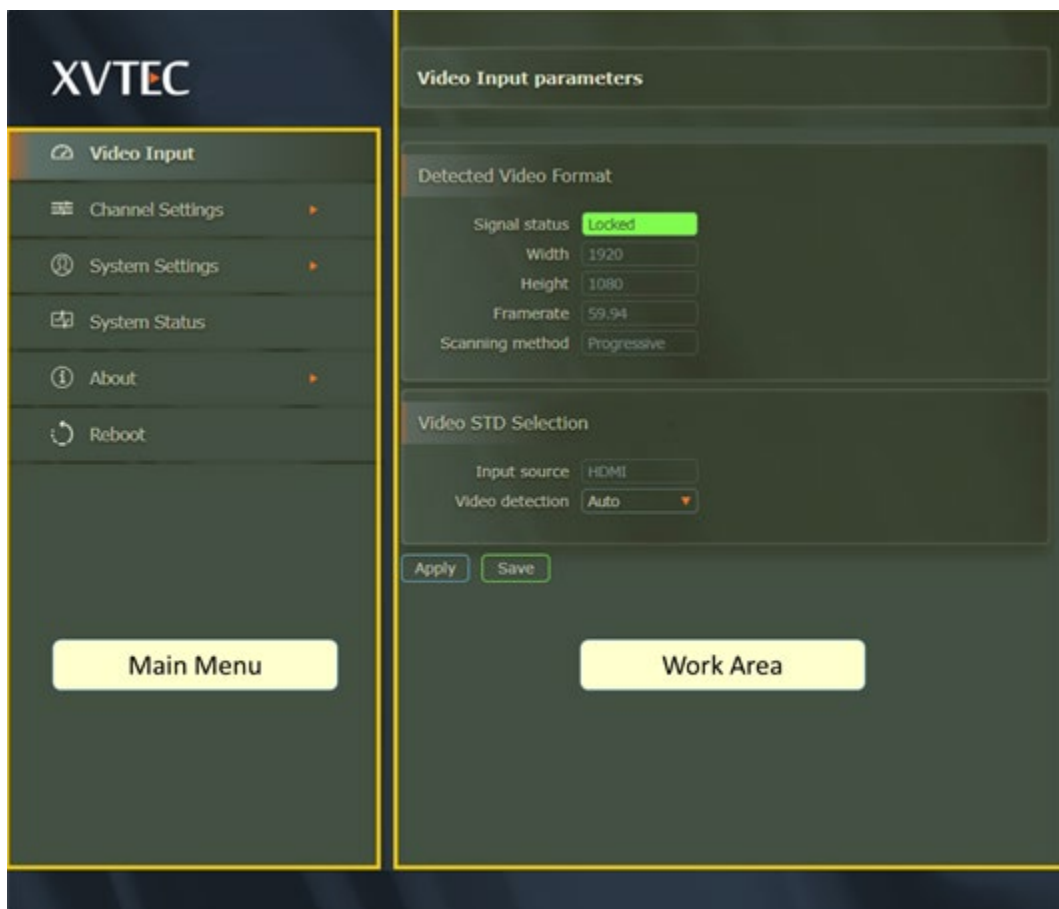 XVTEC
Video Input
Channel Settings
System Settings
System Status
About
Reboot
Main Menu
Video Input parameters
Detected Video Format
Signal status Locked
Width 1920
Height 1080
Framerate 59.94
Scanning method Progressive
Video STD Selection
Input source HDMI
Video detection Auto
Apply Save
Work Area